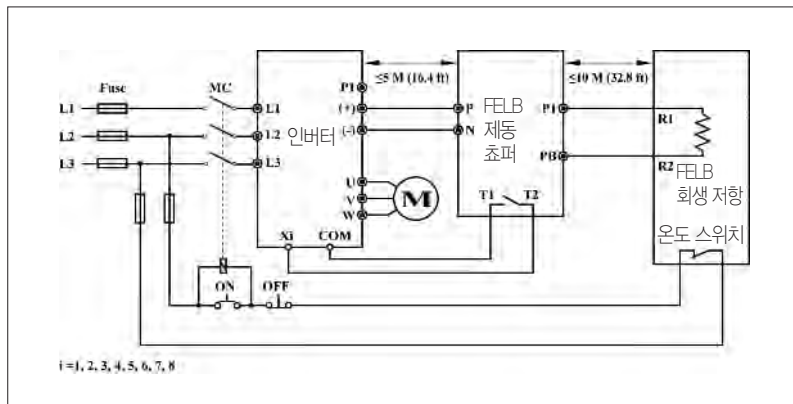 ≤5 M (16.4 ft)
≤10 M (32.8 ft)
Fuse
MC
L1
L2
L3
L1
L2
L3
인버터
P1
(+)
(-)
U
V
W
M
Xi
COM
P
N
FELB
제동
쵸퍼
P1
PB
T1
T2
R1
R2
FELB
회생 저항
온도 스위치
ON
OFF
i =1, 2, 3, 4, 5, 6, 7, 8